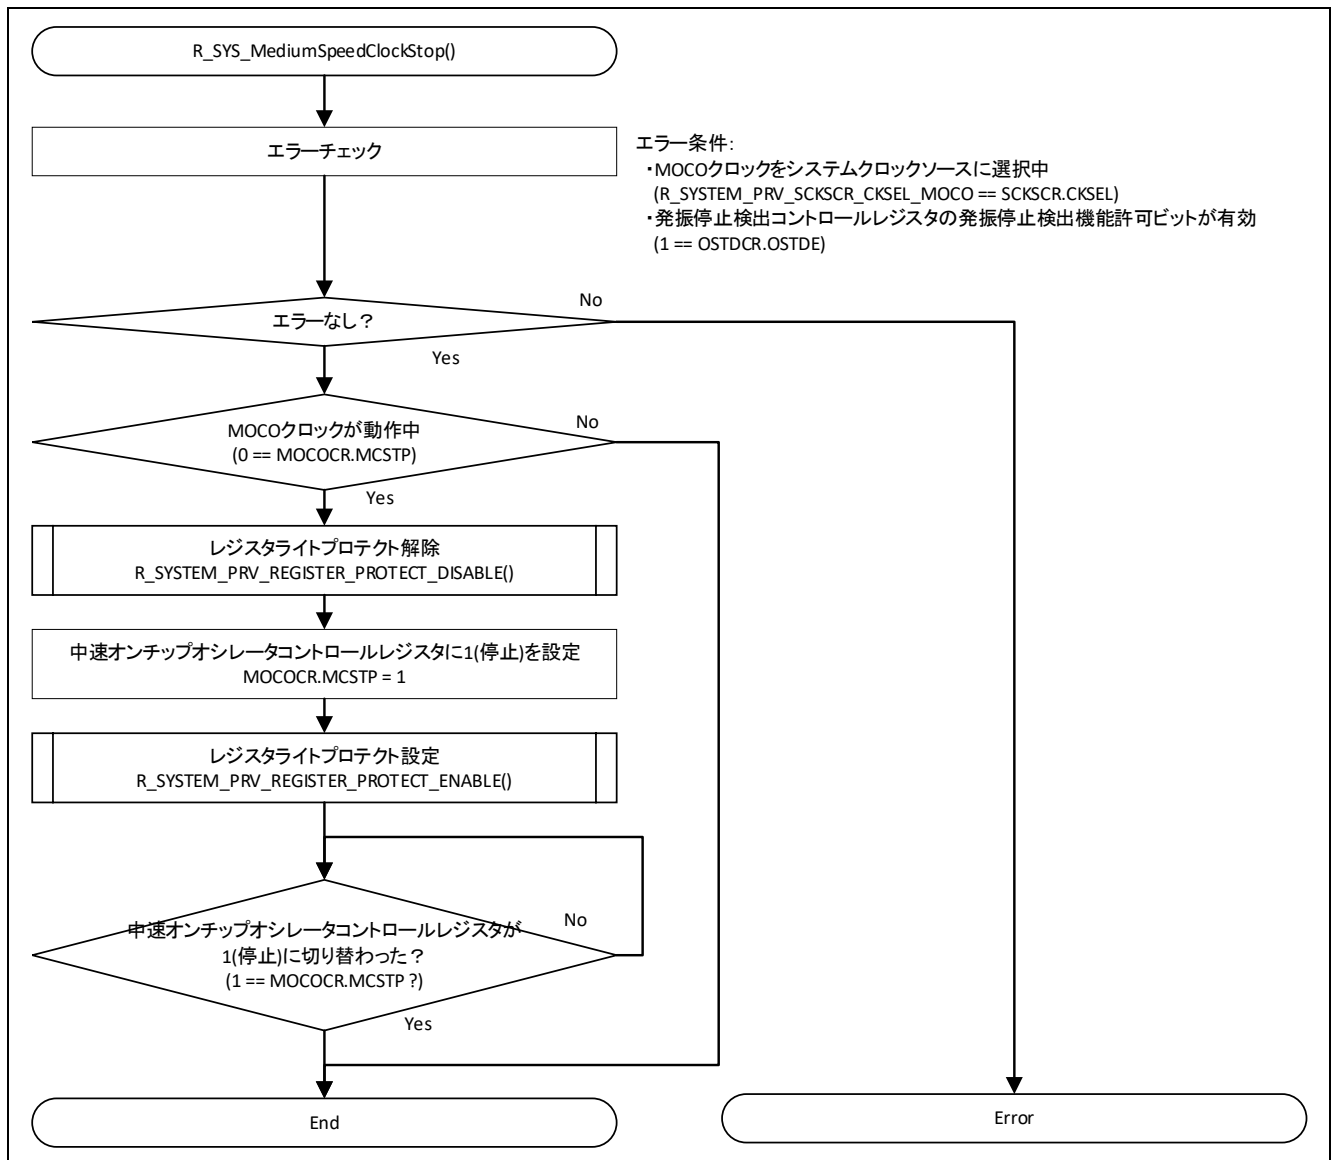 R_SYS_MediumSpeedClockStop()
エラーチェック
エラー条件:
・MOCOクロックをシステムクロックソースに選択中
(R_SYSTEM_PRV_SCKSCR_CKSEL_MOCO == SCKSCR.CKSEL)
・発振停止検出コントロールレジスタの発振停止検出機能許可ビットが有効
(1 == OSTDCR.OSTDE)
No
エラーなし？
Yes
No
MOCOクロックが動作中
(0 == MOCOCR.MCSTP)
Yes
レジスタライトプロテクト解除
R_SYSTEM_PRV_REGISTER_PROTECT_DISABLE()
中速オンチップオシレータコントロールレジスタに1(停止)を設定
MOCOCR.MCSTP = 1
レジスタライトプロテクト設定
R_SYSTEM_PRV_REGISTER_PROTECT_ENABLE()
中速オンチップオシレータコントロールレジスタが
No
1(停止)に切り替わった？
(1 == MOCOCR.MCSTP ?)
Yes
End
Error